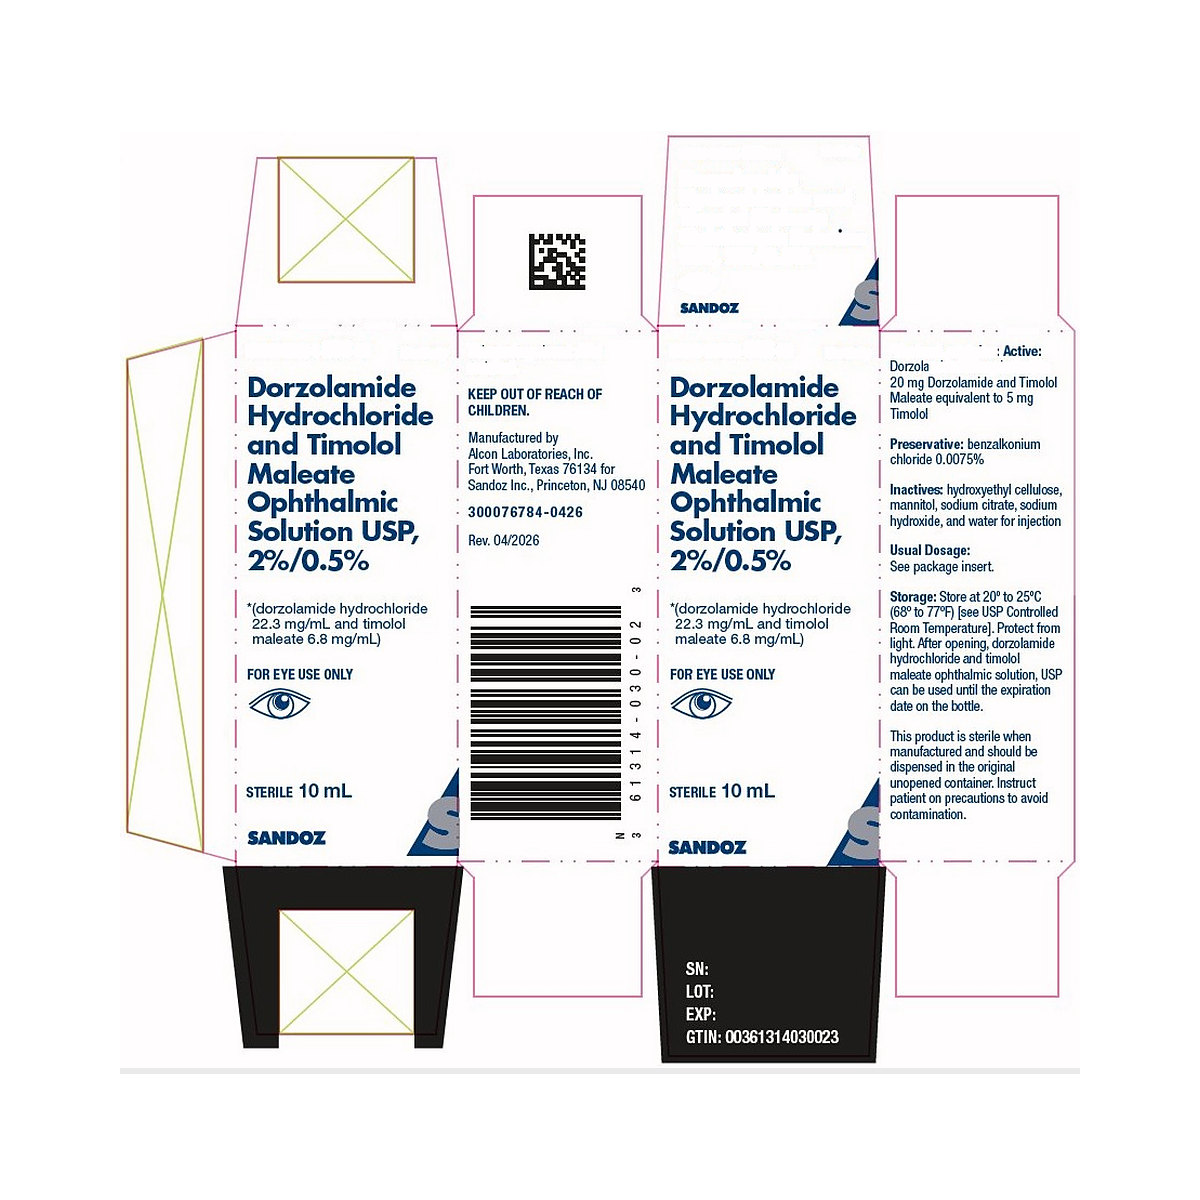 Dorzolamide
Hydrochloride
and Timolol
Maleate
Ophthalmic
Solution USP,
2%/0.5%
*(dorzolamide hydrochloride
22.3 mg/mL and timolol
maleate 6.8 mg/mL)
FOR EYE USE ONLY
STERILE 10 mL
SANDOZ
S
KEEP OUT OF REACH OF
CHILDREN.
Manufactured by
Alcon Laboratories, Inc.
Fort Worth, Texas 76134 for
Sandoz Inc., Princeton, NJ 08540
300076784-0426
Rev. 04/2026
N
3 61314-030-02 3
SANDOZ
S
Dorzolamide
Hydrochloride
and Timolol
Maleate
Ophthalmic
Solution USP,
2%/0.5%
*(dorzolamide hydrochloride
22.3 mg/mL and timolol
maleate 6.8 mg/mL)
FOR EYE USE ONLY
STERILE 10 mL
SANDOZ
S
SN:
LOT:
EXP:
GTIN: 00361314030023
: Active:
Dorzola
20 mg Dorzolamide and Timolol
Maleate equivalent to 5 mg
Timolol
Preservative: benzalkonium
chloride 0.0075%
Inactives: hydroxyethyl cellulose,
mannitol, sodium citrate, sodium
hydroxide, and water for injection
Usual Dosage:
See package insert.
Storage: Store at 20º to 25ºC
(68º to 77ºF) [see USP Controlled
Room Temperature]. Protect from
light. After opening, dorzolamide
hydrochloride and timolol
maleate ophthalmic solution, USP
can be used until the expiration
date on the bottle.
This product is sterile when
manufactured and should be
dispensed in the original
unopened container. Instruct
patient on precautions to avoid
contamination.